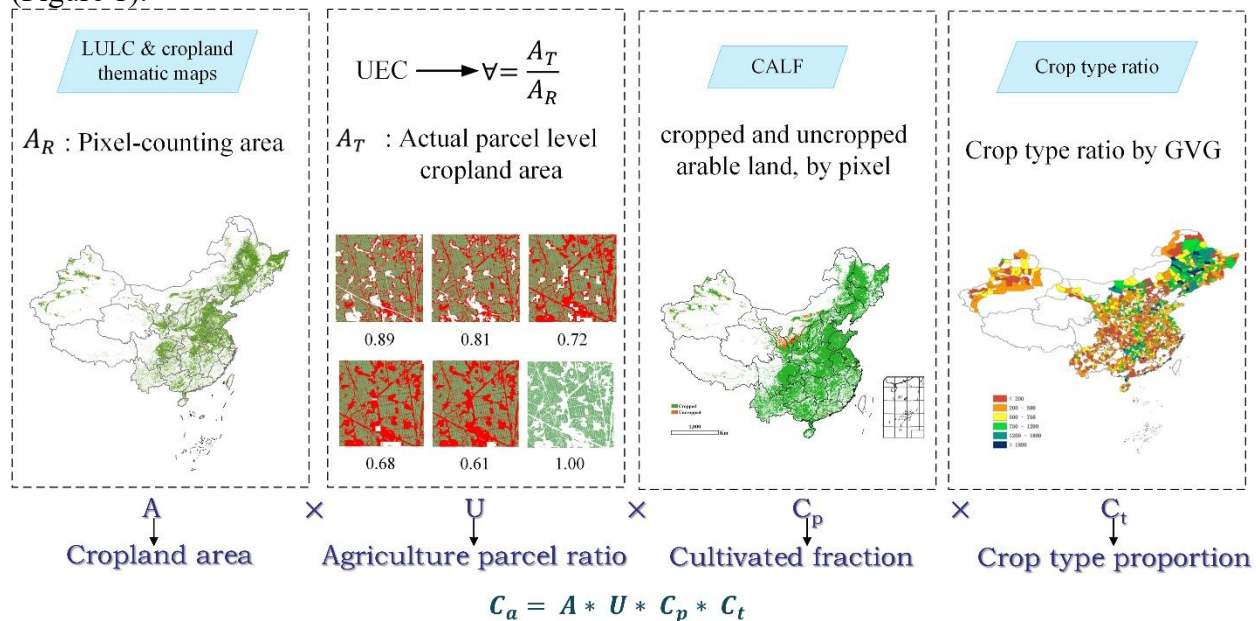 (Figure 1).
LULC & cropland
thematic maps
A_R : Pixel-counting area
UEC ⟶ ∀= A_T / A_R
A_T : Actual parcel level
cropland area
0.89 0.81 0.72
0.68 0.61 1.00
CALF
cropped and uncropped
arable land, by pixel
Cropped
Uncropped
1,000
Km
Crop type ratio
Crop type ratio by GVG
< 200
200 - 500
500 - 750
750 - 1200
1200 - 1800
> 1800
A × U × C_p × C_t
Cropland area Agriculture parcel ratio Cultivated fraction Crop type proportion
C_a = A * U * C_p * C_t